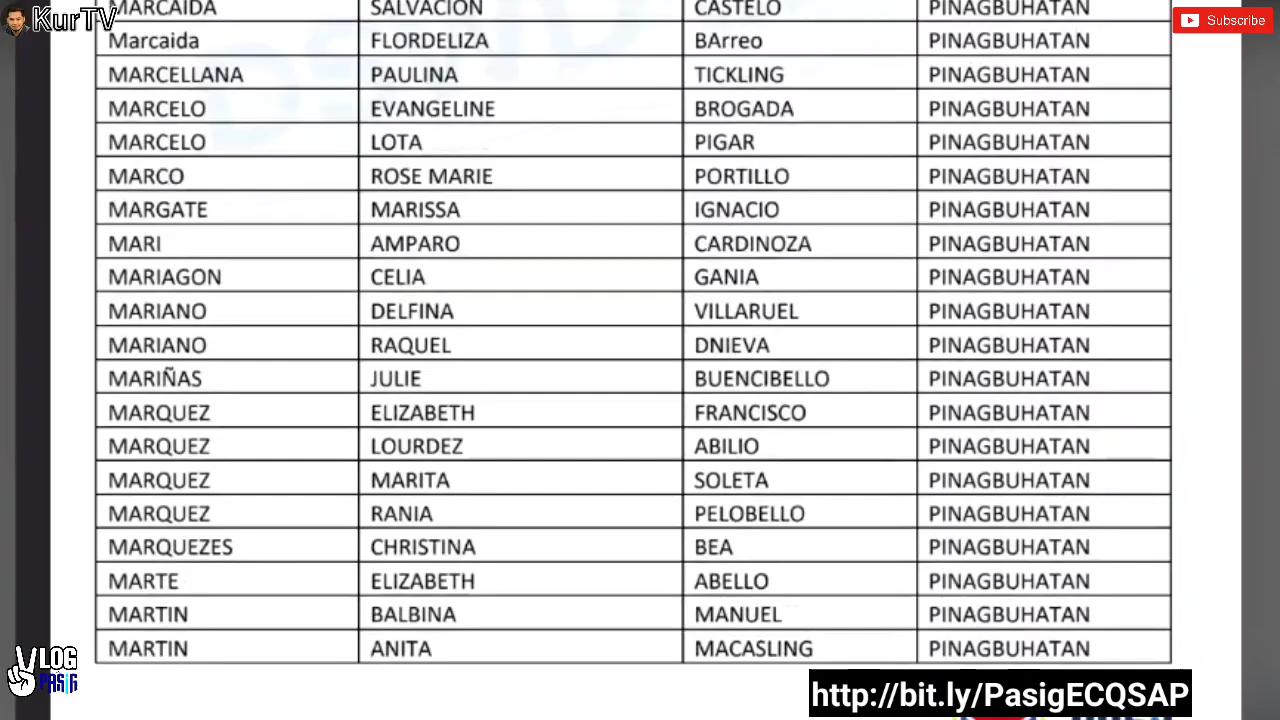 KurTV
Subscribe
MARCAIDA SALVACION CASTELO PINAGBUHATAN
Marcaida FLORDELIZA BArreo PINAGBUHATAN
MARCELLANA PAULINA TICKLING PINAGBUHATAN
MARCELO EVANGELINE BROGADA PINAGBUHATAN
MARCELO LOTA PIGAR PINAGBUHATAN
MARCO ROSE MARIE PORTILLO PINAGBUHATAN
MARGATE MARISSA IGNACIO PINAGBUHATAN
MARI AMPARO CARDINOZA PINAGBUHATAN
MARIAGON CELIA GANIA PINAGBUHATAN
MARIANO DELFINA VILLARUEL PINAGBUHATAN
MARIANO RAQUEL DNIEVA PINAGBUHATAN
MARIÑAS JULIE BUENCIBELLO PINAGBUHATAN
MARQUEZ ELIZABETH FRANCISCO PINAGBUHATAN
MARQUEZ LOURDEZ ABILIO PINAGBUHATAN
MARQUEZ MARITA SOLETA PINAGBUHATAN
MARQUEZ RANIA PELOBELLO PINAGBUHATAN
MARQUEZES CHRISTINA BEA PINAGBUHATAN
MARTE ELIZABETH ABELLO PINAGBUHATAN
MARTIN BALBINA MANUEL PINAGBUHATAN
MARTIN ANITA MACASLING PINAGBUHATAN
VLOG
PASIG
http://bit.ly/PasigECQSAP